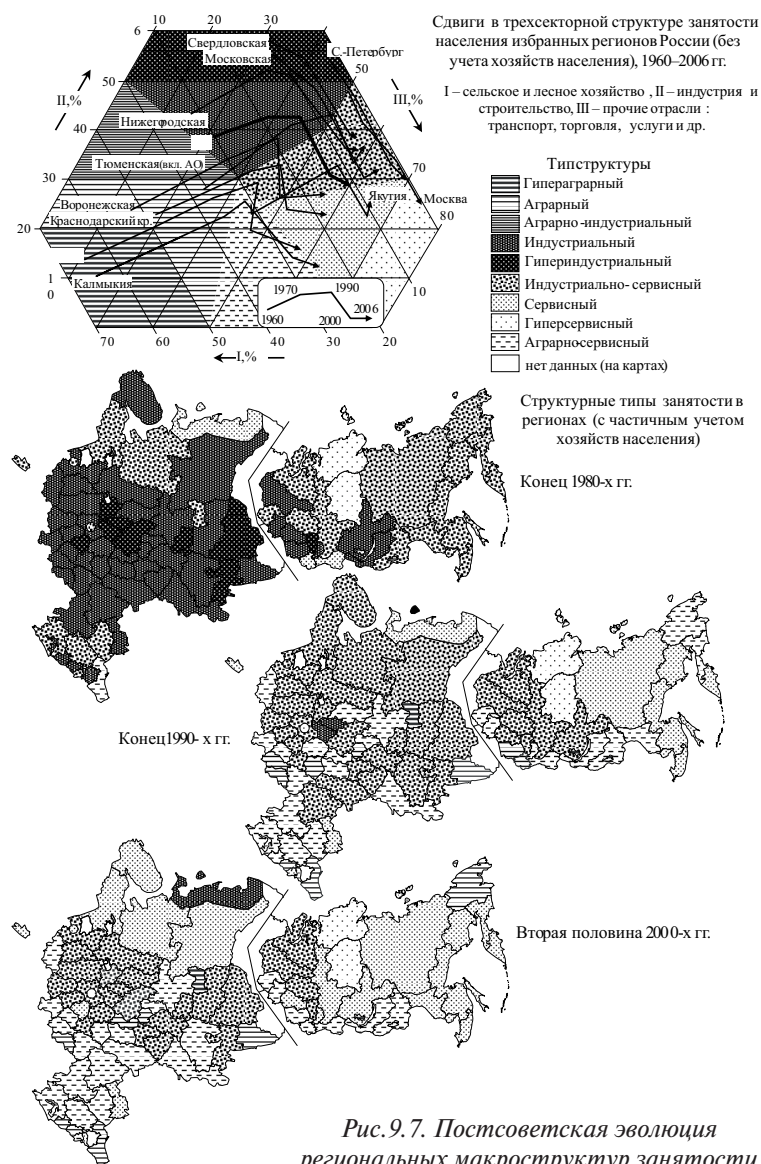 10 20 30
Сдвиги в трехсекторной структуре занятости
населения избранных регионов России (без
учета хозяйств населения), 1960–2006 гг.
I – сельское и лесное хозяйство , II – индустрия и
строительство, III – прочие отрасли :
транспорт, торговля, услуги и др.
6
Свердловская
Московская
С.-Петербург
50
50
II,%
III,%
40
Нижегородская
Тюменская(вкл. АО)
30
70
Воронежская
Якутия
Москва
Краснодарский кр.
80
20
1
0
Калмыкия
10
1970 1990
1960 2000 2006
70 60 50 40 30 20
I,%
Типструктуры
Гипераграрный
Аграрный
Аграрно-индустриальный
Индустриальный
Гипериндустриальный
Индустриально-сервисный
Сервисный
Гиперсервисный
Аграрно-сервисный
нет данных (на картах)
Структурные типы занятости в
регионах (с частичным учетом
хозяйств населения)
Конец 1980-х гг.
Конец1990- х гг.
Вторая половина 2000-х гг.
Рис.9.7. Постсоветская эволюция
региональных макроструктур занятости